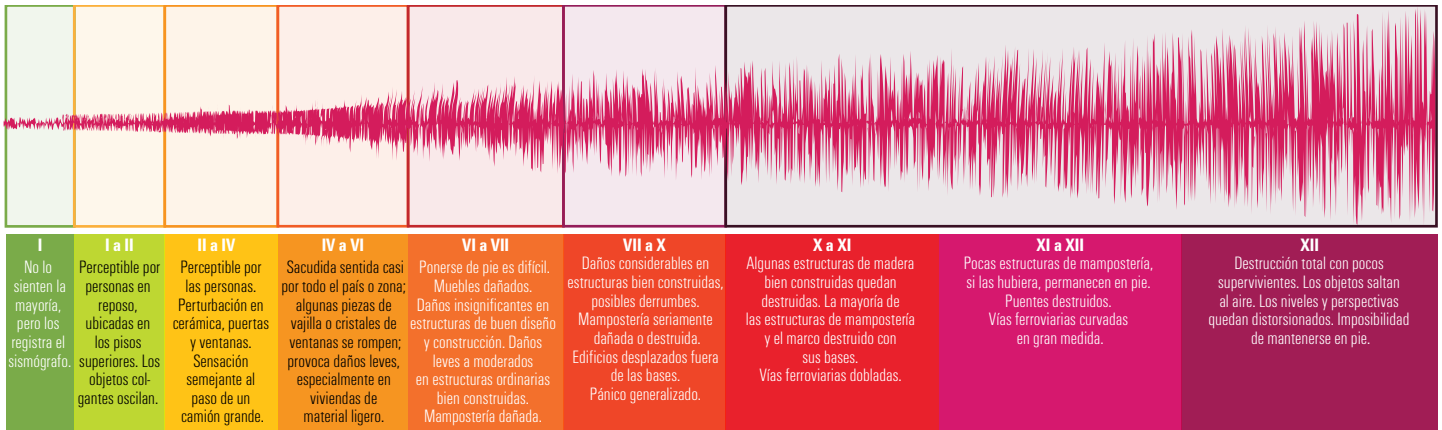 I
No lo
sienten la
mayoría,
pero los
registra el
sismógrafo.
I a II
Perceptible por
personas en
reposo,
ubicadas en
los pisos
superiores. Los
objetos col-
gantes oscilan.
II a IV
Perceptible por
las personas.
Perturbación en
cerámica, puertas
y ventanas.
Sensación
semejante al
paso de un
camión grande.
IV a VI
Sacudida sentida casi
por todo el país o zona;
algunas piezas de
vajilla o cristales de
ventanas se rompen;
provoca daños leves,
especialmente en
viviendas de
material ligero.
VI a VII
Ponerse de pie es difícil.
Muebles dañados.
Daños insignificantes en
estructuras de buen diseño
y construcción. Daños
leves a moderados
en estructuras ordinarias
bien construidas.
Mampostería dañada.
VII a X
Daños considerables en
estructuras bien construidas,
posibles derrumbes.
Mampostería seriamente
dañada o destruida.
Edificios desplazados fuera
de las bases.
Pánico generalizado.
X a XI
Algunas estructuras de madera
bien construidas quedan
destruidas. La mayoría de
las estructuras de mampostería
y el marco destruido con
sus bases.
Vías ferroviarias dobladas.
XI a XII
Pocas estructuras de mampostería,
si las hubiera, permanecen en pie.
Puentes destruidos.
Vías ferroviarias curvadas
en gran medida.
XII
Destrucción total con pocos
supervivientes. Los objetos saltan
al aire. Los niveles y perspectivas
quedan distorsionados. Imposibilidad
de mantenerse en pie.